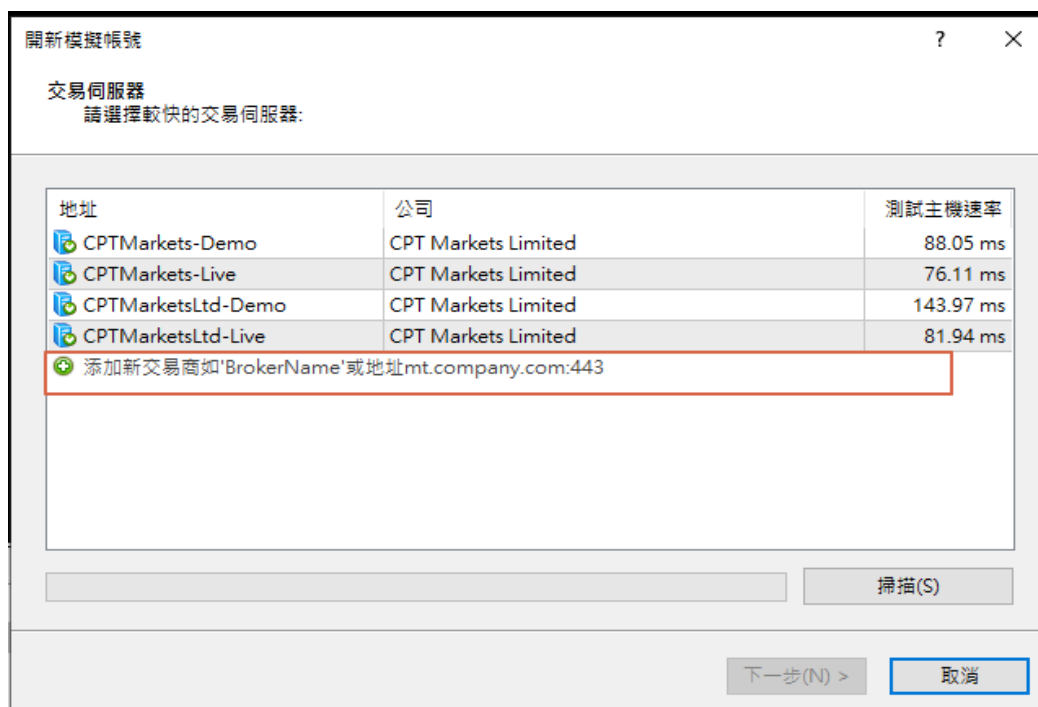 開新模擬帳號
?
交易伺服器
請選擇較快的交易伺服器:
地址 公司 測試主機速率
CPTMarkets-Demo CPT Markets Limited 88.05 ms
CPTMarkets-Live CPT Markets Limited 76.11 ms
CPTMarketsLtd-Demo CPT Markets Limited 143.97 ms
CPTMarketsLtd-Live CPT Markets Limited 81.94 ms
添加新交易商如'BrokerName'或地址mt.company.com:443
掃描(S)
下一步(N) > 取消